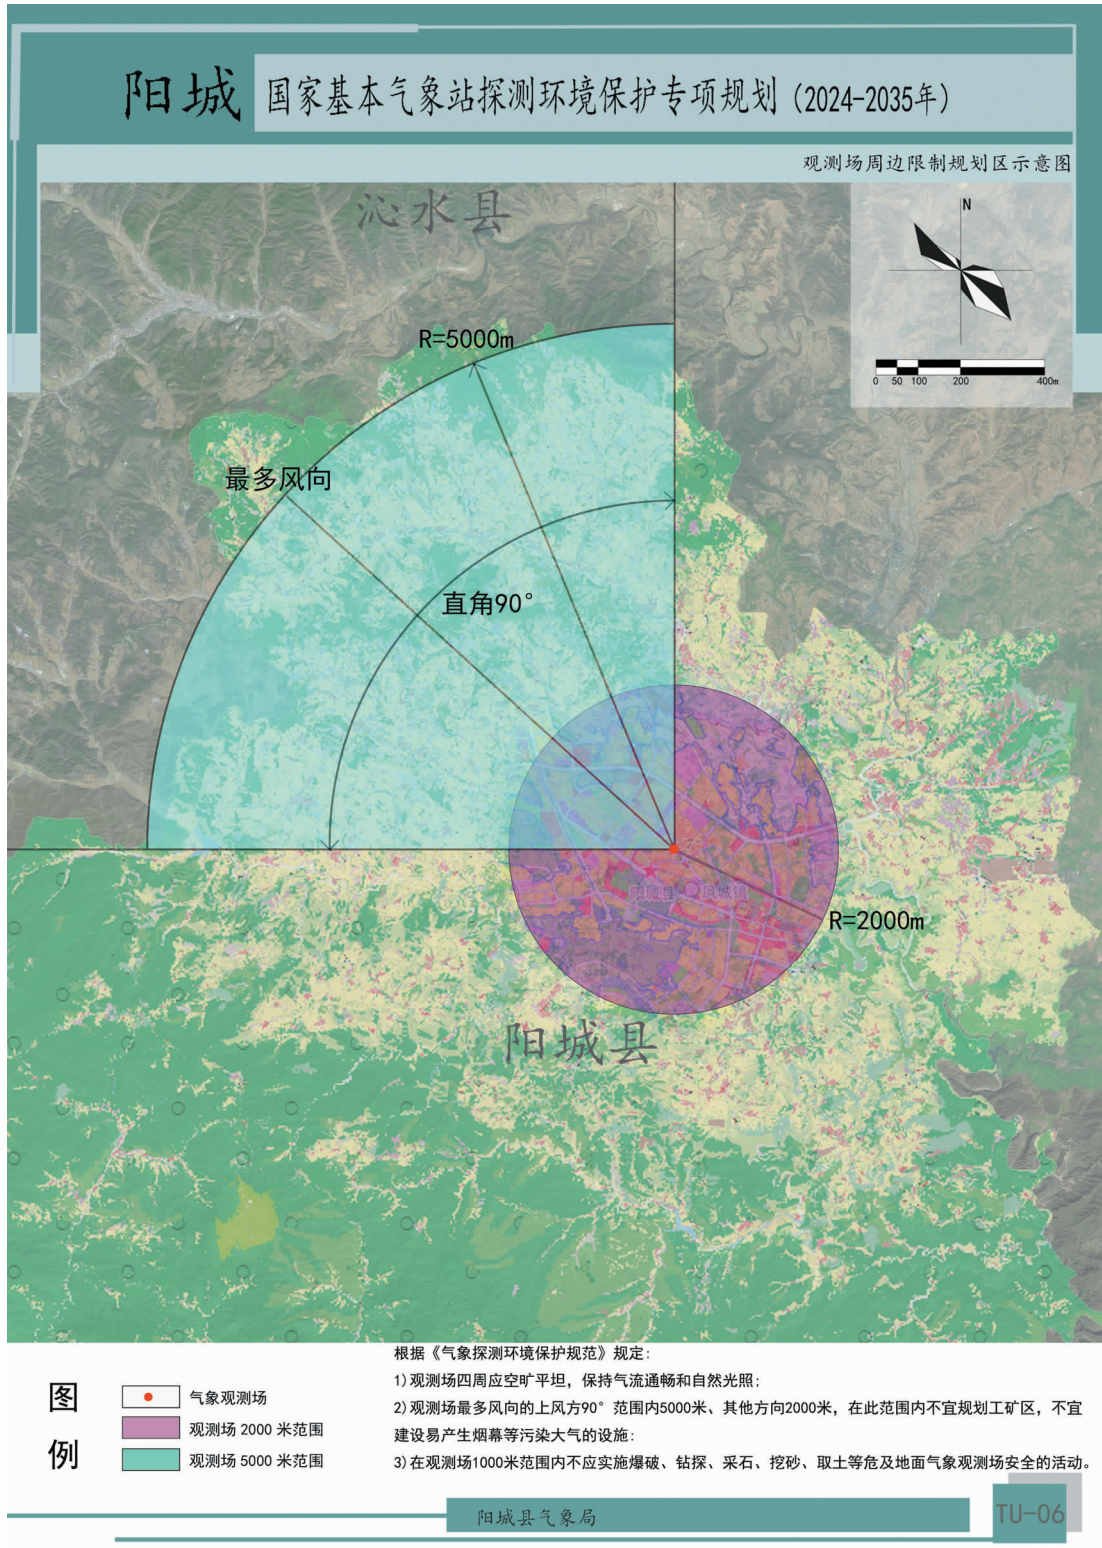 阳城 国家基本气象站探测环境保护专项规划（2024-2035年）
观测场周边限制规划区示意图
沁水县
N
0 50 100 200 400m
R=5000m
最多风向
直角90°
阳城县 凤城镇
R=2000m
阳城县
图例
气象观测场
观测场 2000 米范围
观测场 5000 米范围
根据《气象探测环境保护规范》规定:
1)观测场四周应空旷平坦，保持气流通畅和自然光照;
2)观测场最多风向的上风方90°范围内5000米、其他方向2000米，在此范围内不宜规划工矿区，不宜
建设易产生烟幕等污染大气的设施:
3)在观测场1000米范围内不应实施爆破、钻探、采石、挖砂、取土等危及地面气象观测场安全的活动。
阳城县气象局
TU-06